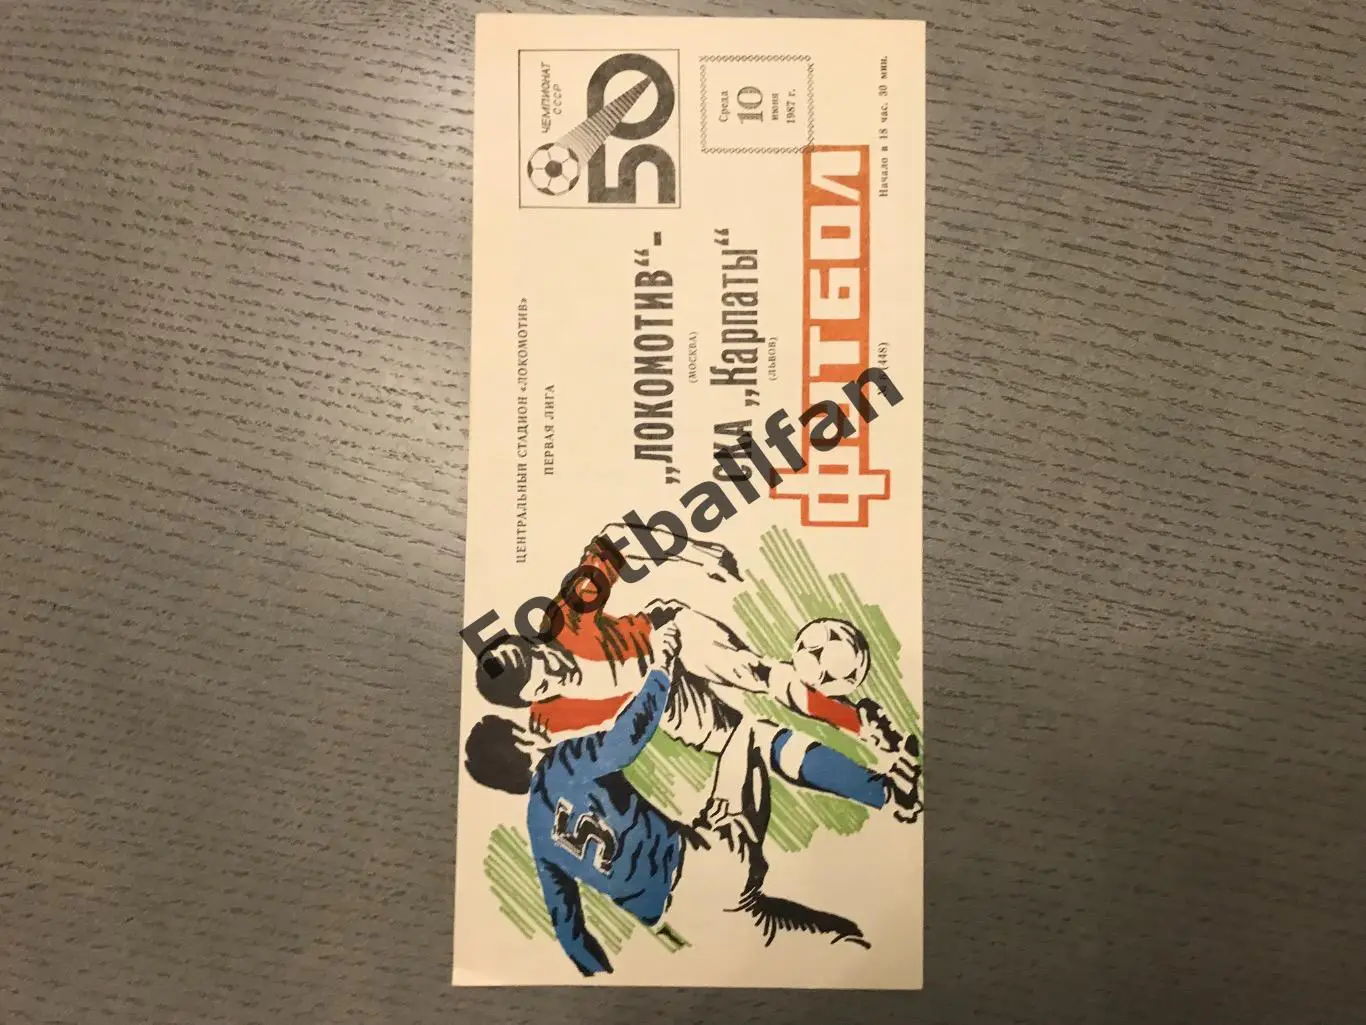 ЧЕМПИОНАТ
СССР
50
Среда
10
июня
1987 г.
ЦЕНТРАЛЬНЫЙ СТАДИОН «ЛОКОМОТИВ»
ПЕРВАЯ ЛИГА
„ЛОКОМОТИВ“-
(МОСКВА)
СКА „Карпаты“
(ЛЬВОВ)
ФУТБОЛ
(448)
Начало в 18 час. 30 мин.
5
Footballfan